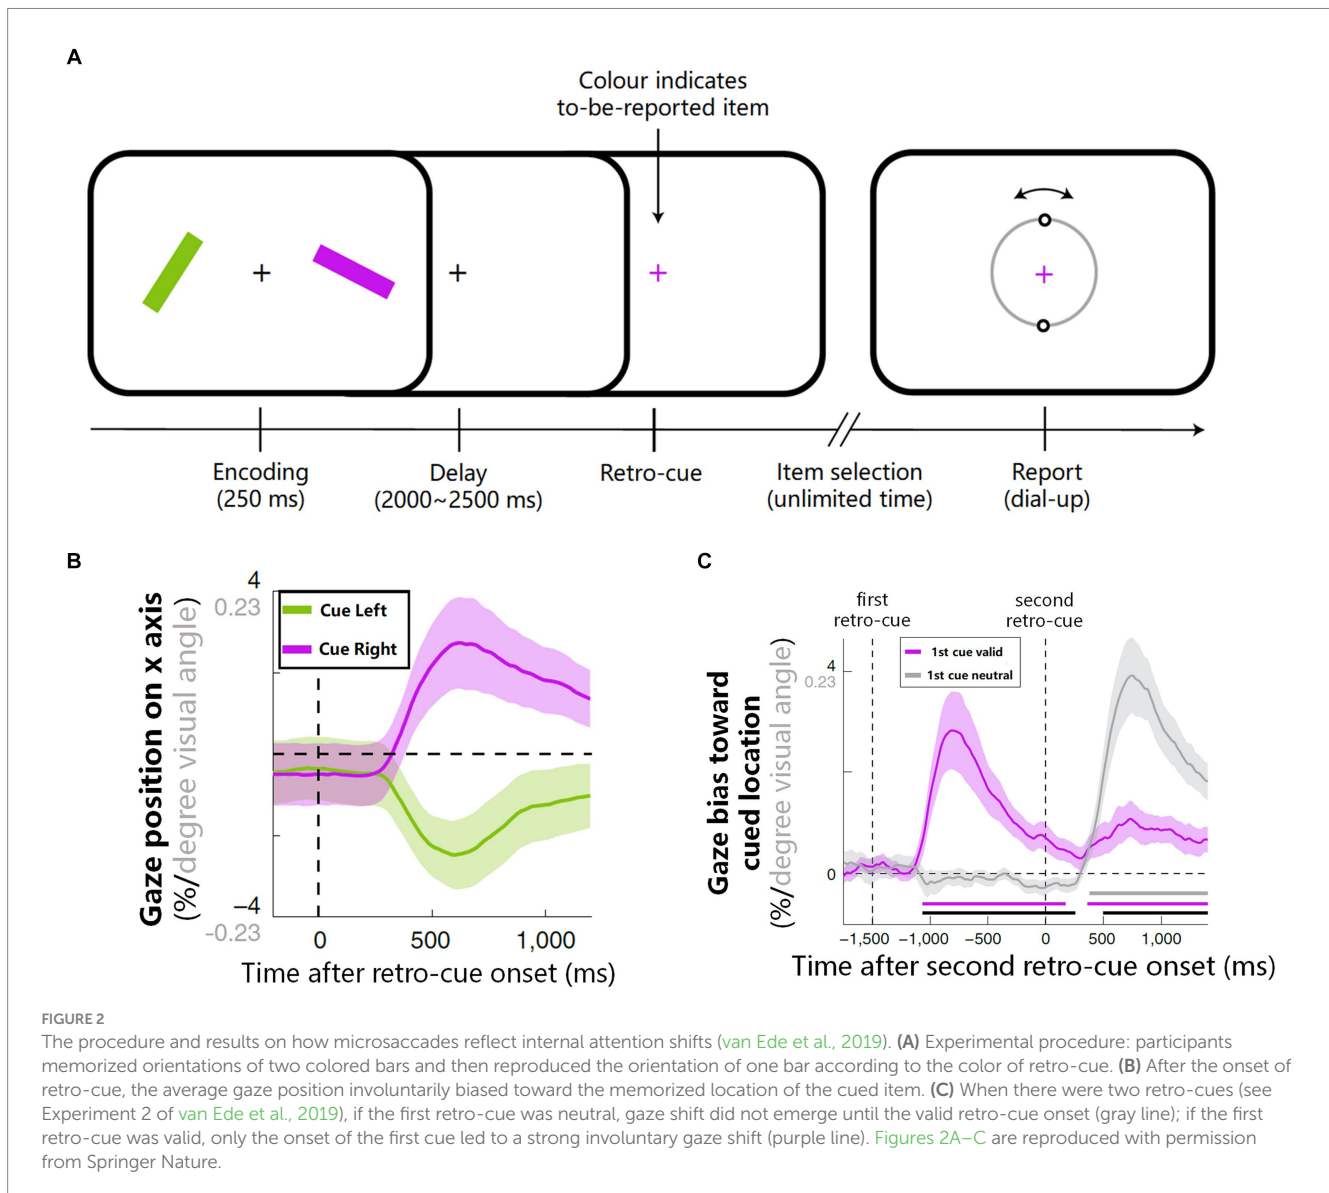 A
Colour indicates
to-be-reported item
Encoding
(250 ms)
Delay
(2000~2500 ms)
Retro-cue
Item selection
(unlimited time)
Report
(dial-up)
B
Gaze position on x axis
(%/degree visual angle)
4
0.23
Cue Left
Cue Right
−4
-0.23
0 500 1,000
Time after retro-cue onset (ms)
C
first
retro-cue
second
retro-cue
Gaze bias toward
cued location
(%/degree visual angle)
4
0.23
1st cue valid
1st cue neutral
0
−1,500 −1,000 −500 0 500 1,000
Time after second retro-cue onset (ms)
FIGURE 2
The procedure and results on how microsaccades reflect internal attention shifts (van Ede et al., 2019). (A) Experimental procedure: participants
memorized orientations of two colored bars and then reproduced the orientation of one bar according to the color of retro-cue. (B) After the onset of
retro-cue, the average gaze position involuntarily biased toward the memorized location of the cued item. (C) When there were two retro-cues (see
Experiment 2 of van Ede et al., 2019), if the first retro-cue was neutral, gaze shift did not emerge until the valid retro-cue onset (gray line); if the first
retro-cue was valid, only the onset of the first cue led to a strong involuntary gaze shift (purple line). Figures 2A–C are reproduced with permission
from Springer Nature.